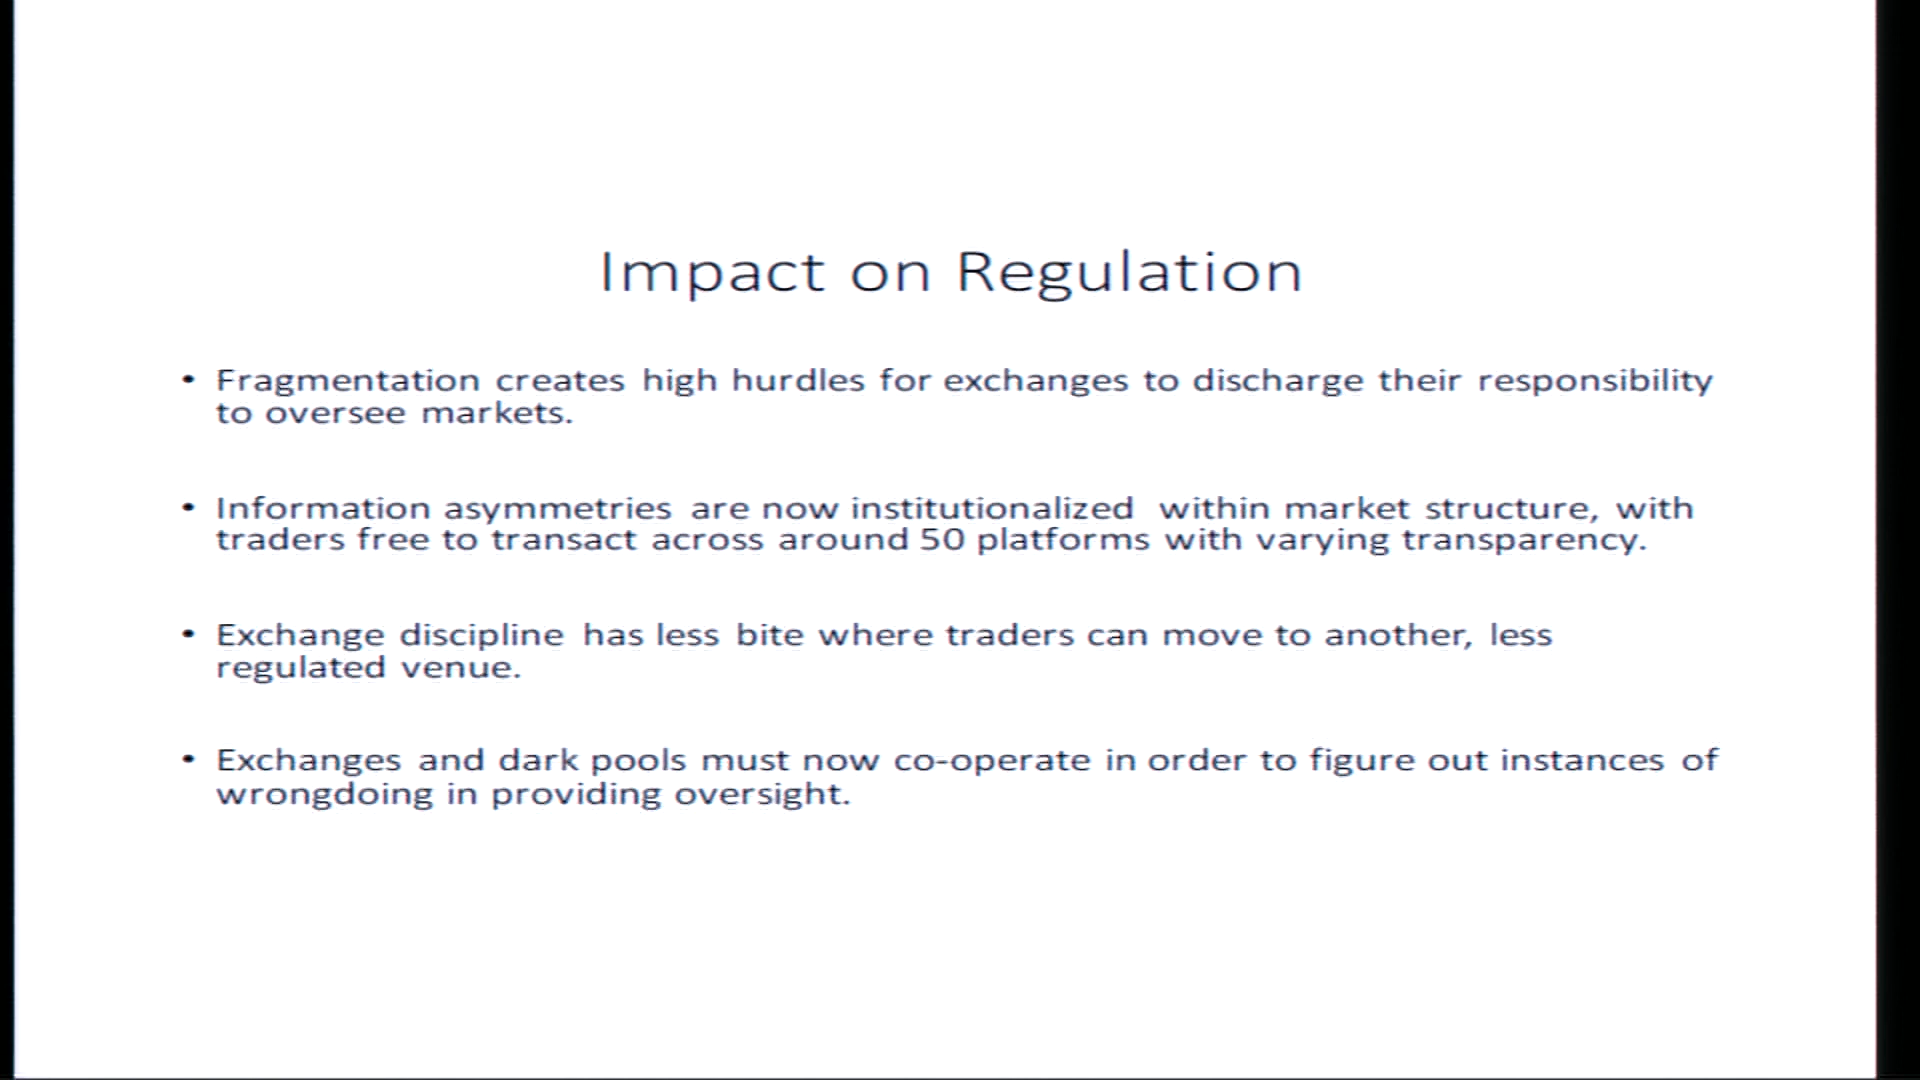 Impact on Regulation
• Fragmentation creates high hurdles for exchanges to discharge their responsibility
to oversee markets.
• Information asymmetries are now institutionalized within market structure, with
traders free to transact across around 50 platforms with varying transparency.
• Exchange discipline has less bite where traders can move to another, less
regulated venue.
• Exchanges and dark pools must now co-operate in order to figure out instances of
wrongdoing in providing oversight.